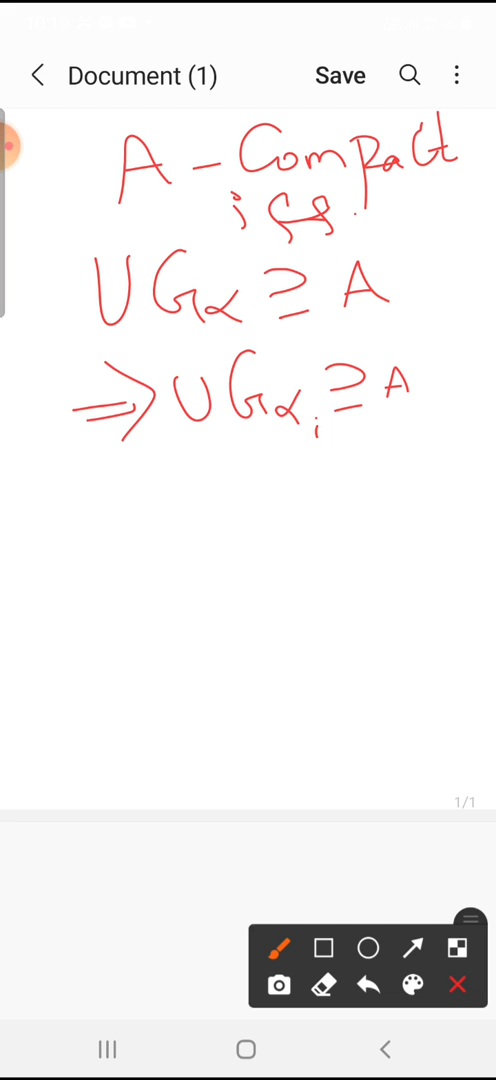 Document (1) Save
A - Compact
iff.
∪ Gα ⊇ A
⇒ ∪ Gαi ⊇ A
1/1